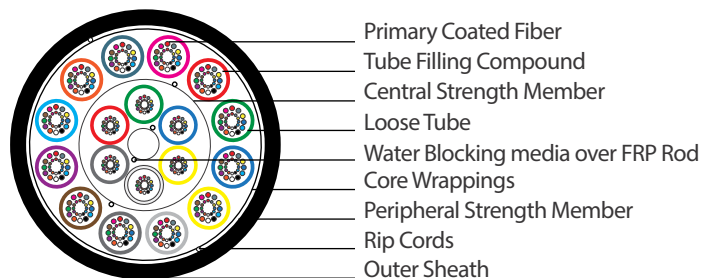 Primary Coated Fiber
Tube Filling Compound
Central Strength Member
Loose Tube
Water Blocking media over FRP Rod
Core Wrappings
Peripheral Strength Member
Rip Cords
Outer Sheath